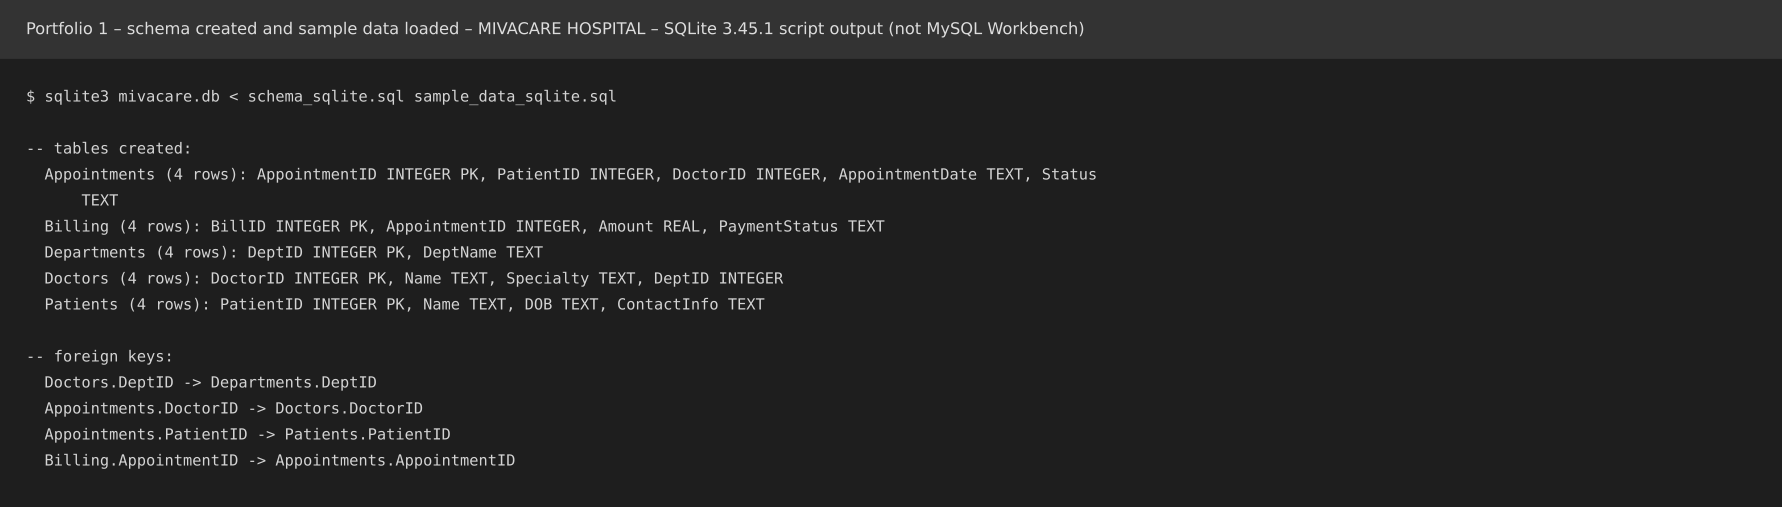 Portfolio 1 – schema created and sample data loaded – MIVACARE HOSPITAL – SQLite 3.45.1 script output (not MySQL Workbench)
$ sqlite3 mivacare.db < schema_sqlite.sql sample_data_sqlite.sql
-- tables created:
Appointments (4 rows): AppointmentID INTEGER PK, PatientID INTEGER, DoctorID INTEGER, AppointmentDate TEXT, Status
TEXT
Billing (4 rows): BillID INTEGER PK, AppointmentID INTEGER, Amount REAL, PaymentStatus TEXT
Departments (4 rows): DeptID INTEGER PK, DeptName TEXT
Doctors (4 rows): DoctorID INTEGER PK, Name TEXT, Specialty TEXT, DeptID INTEGER
Patients (4 rows): PatientID INTEGER PK, Name TEXT, DOB TEXT, ContactInfo TEXT
-- foreign keys:
Doctors.DeptID -> Departments.DeptID
Appointments.DoctorID -> Doctors.DoctorID
Appointments.PatientID -> Patients.PatientID
Billing.AppointmentID -> Appointments.AppointmentID